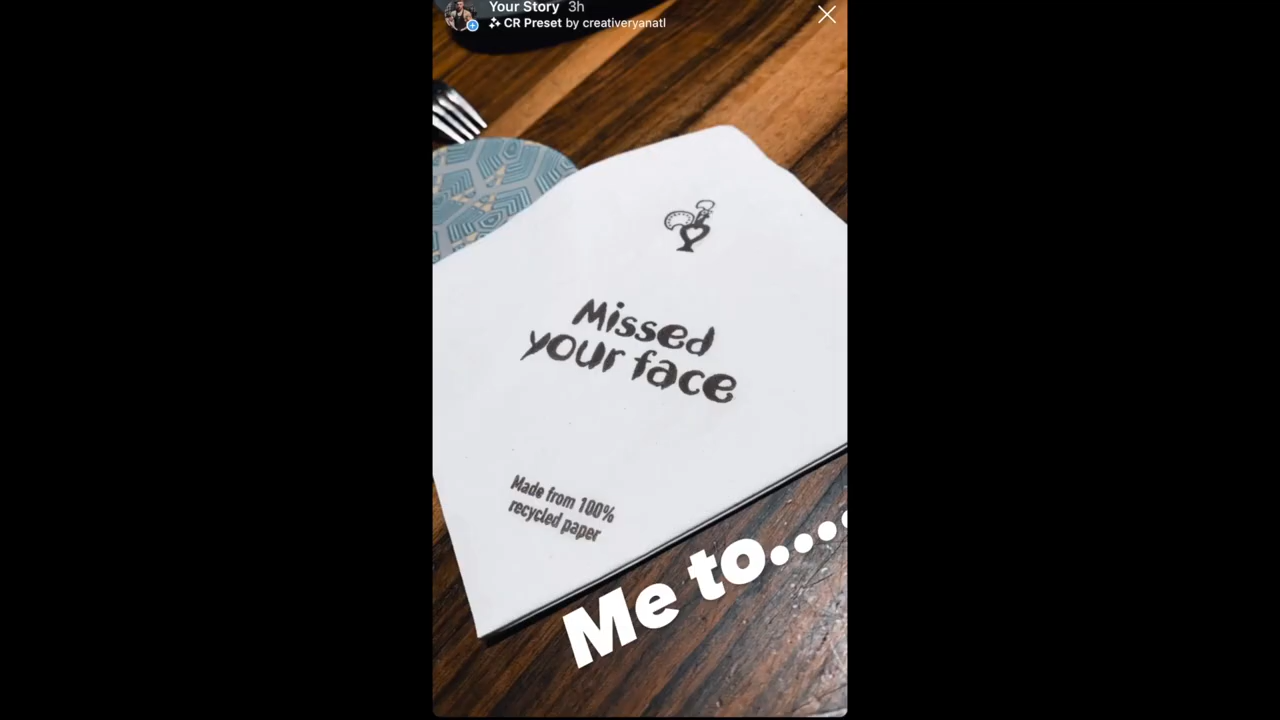 Your Story 3h
CR Preset by creativeryanatl
Missed
your face
Made from 100%
recycled paper
Me to....